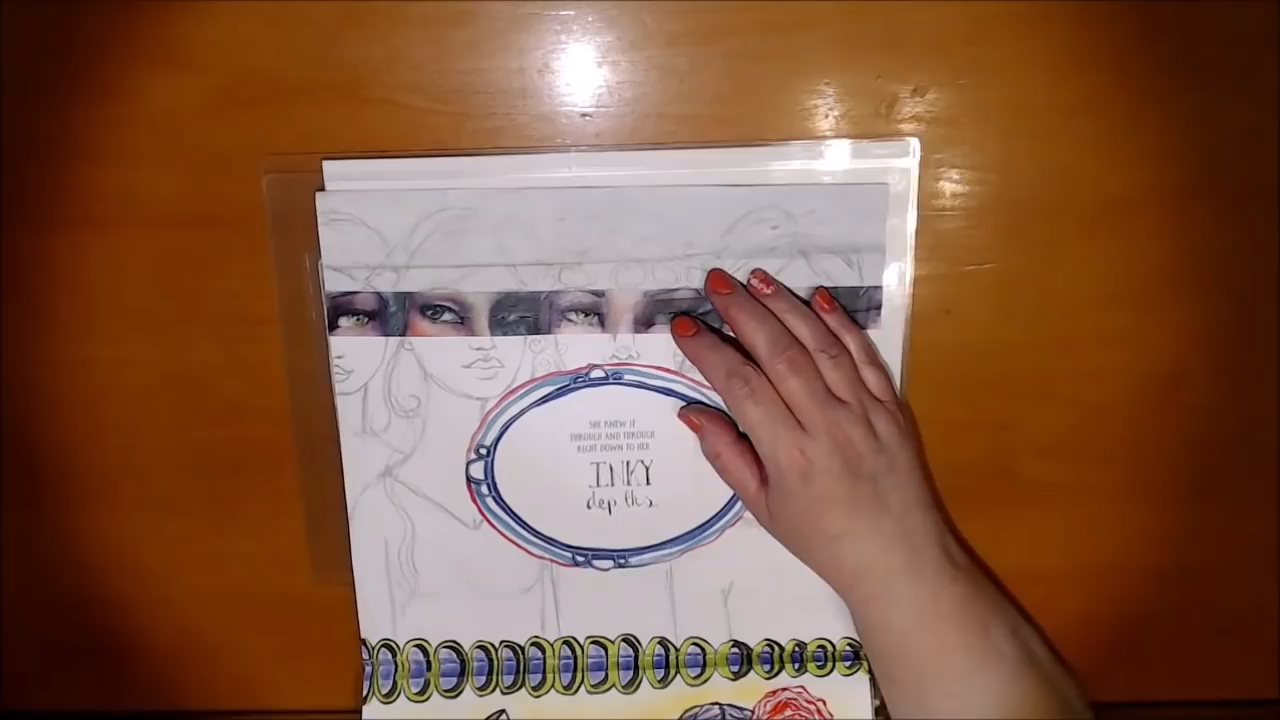 SHE KNEW IT
THROUGH AND THROUGH
RIGHT DOWN TO HER
INKY
depths.